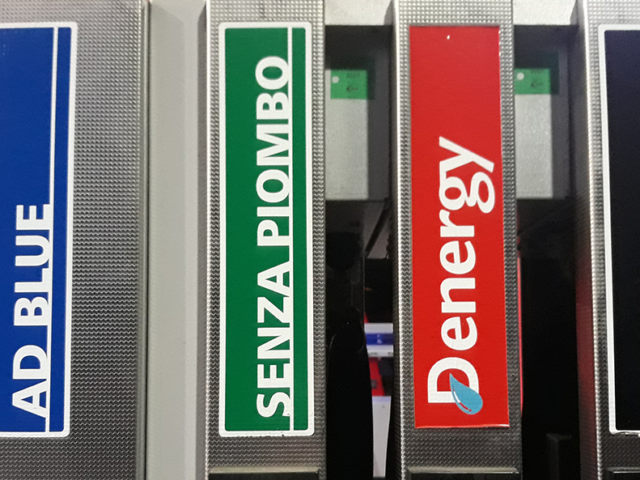 AD BLUE
SENZA PIOMBO
Denergy